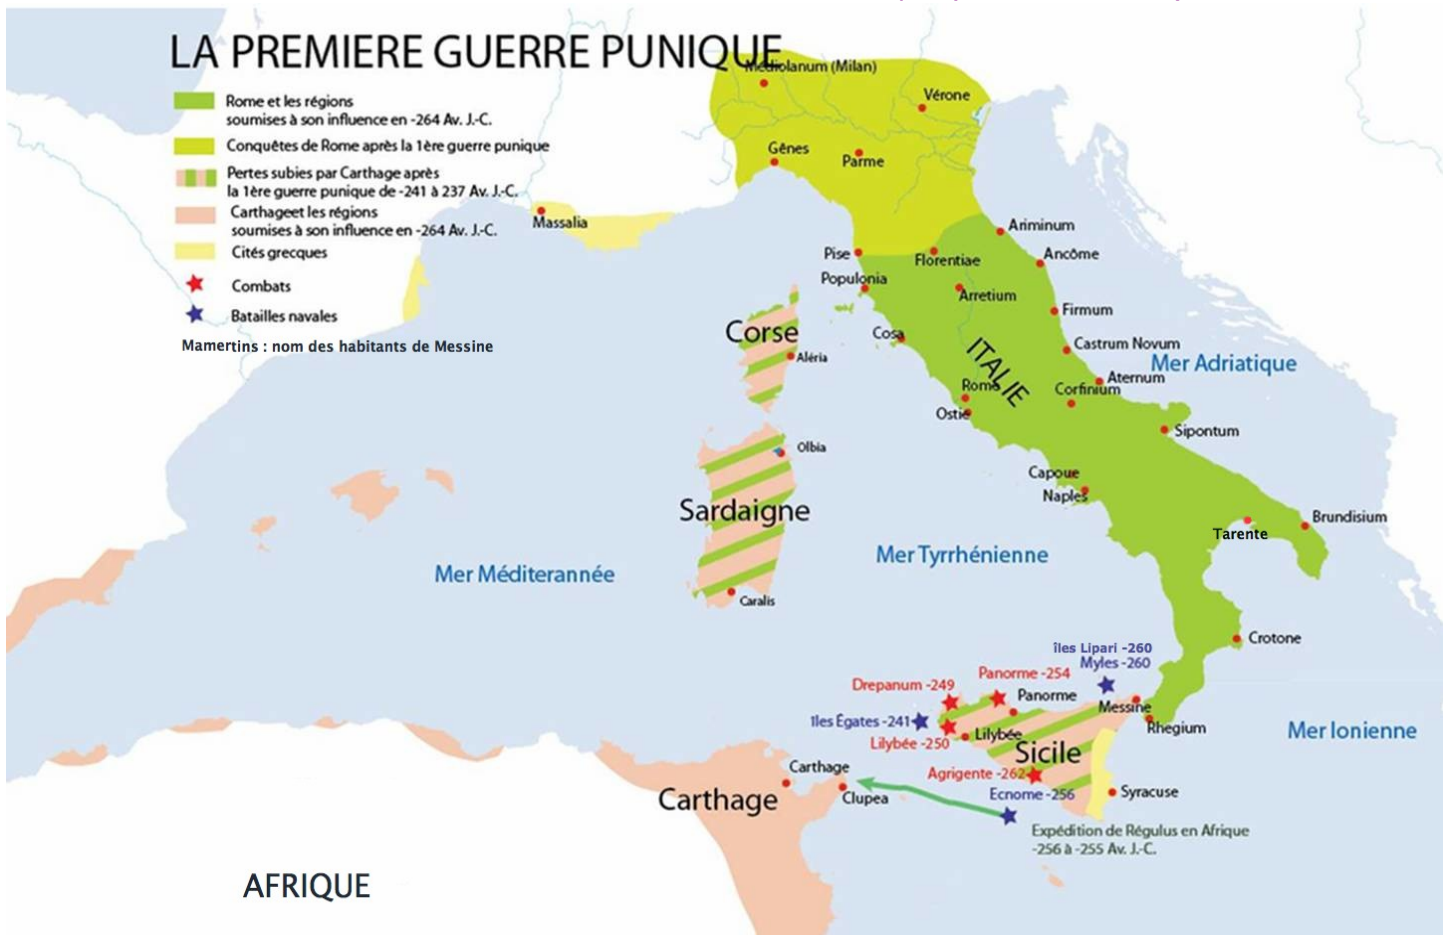 LA PREMIERE GUERRE PUNIQUE
Rome et les régions
soumises à son influence en -264 Av. J.-C.
Conquêtes de Rome après la 1ère guerre punique
Pertes subies par Carthage après
la 1ère guerre punique de -241 à 237 Av. J.-C.
Carthageet les régions
soumises à son influence en -264 Av. J.-C.
Cités grecques
Combats
Batailles navales
Mamertins : nom des habitants de Messine
Médiolanum (Milan)
Vérone
Gênes
Parme
Massalia
Ariminum
Pise
Florentiae
Ancôme
Populonia
Arretium
Firmum
Corse
Cosa
Castrum Novum
Aléria
ITALIE
Mer Adriatique
Aternum
Rome
Corfinium
Ostie
Sipontum
Olbia
Capoue
Naples
Sardaigne
Brundisium
Tarente
Mer Tyrrhénienne
Mer Méditerannée
Caralis
Crotone
îles Lipari -260
Myles -260
Panorme -254
Drepanum -249
Panorme
Messine
îles Égates -241
Rhegium
Lilybée
Mer Ionienne
Lilybée -250
Sicile
Carthage
Agrigente -262
Carthage
Clupea
Ecnome -256
Syracuse
Expédition de Régulus en Afrique
-256 à -255 Av. J.-C.
AFRIQUE